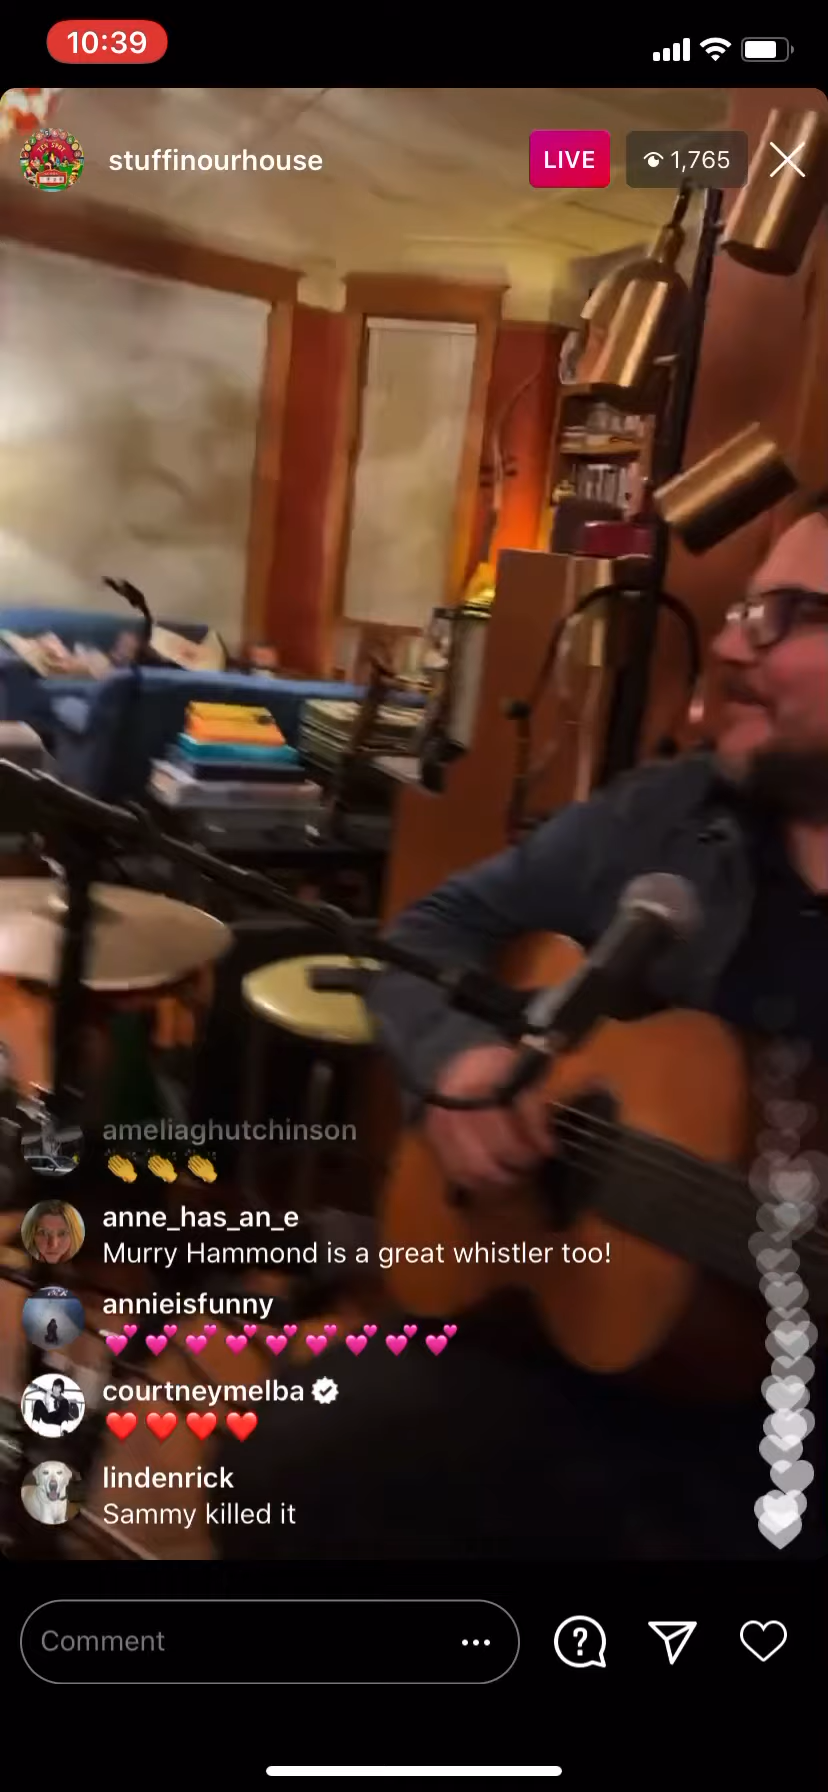 10:39
stuffinourhouse
LIVE
1,765
ameliaghutchinson
👏👏👏
anne_has_an_e
Murry Hammond is a great whistler too!
annieisfunny
💕💕💕💕💕💕💕💕💕
courtneymelba
❤️❤️❤️❤️
lindenrick
Sammy killed it
Comment